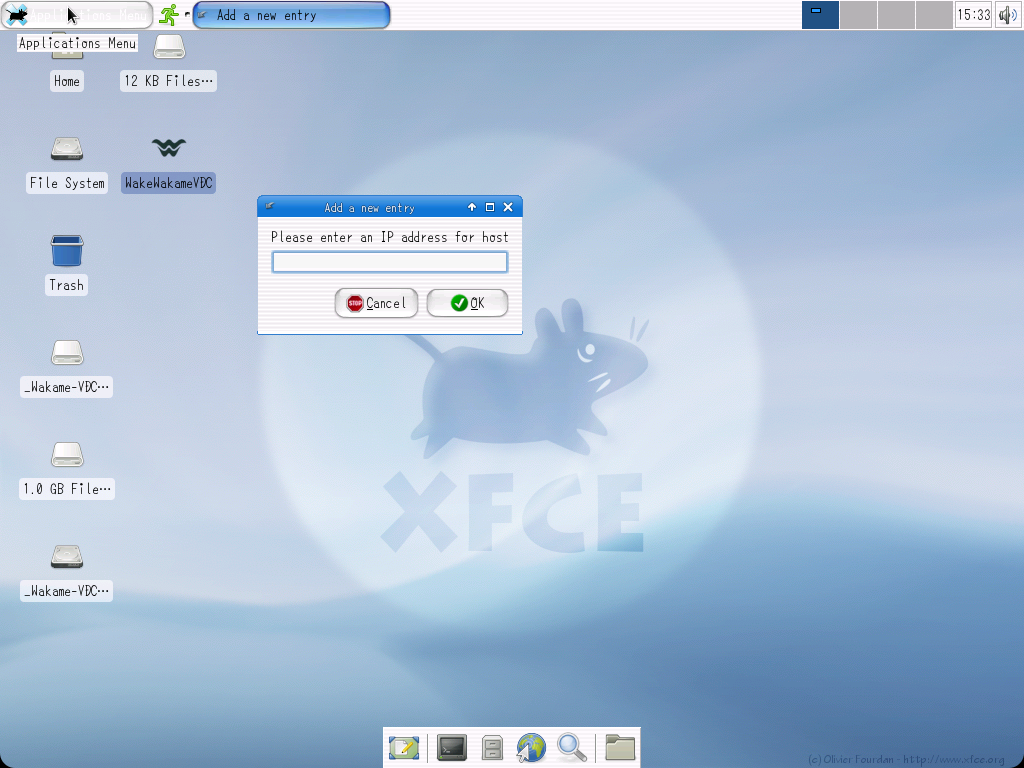 Applications Menu
Add a new entry
15:33
Applications Menu
Home
12 KB Files…
File System
WakeWakameVDC
Add a new entry
Please enter an IP address for host
Trash
STOP Cancel
OK
_Wakame-VDC…
1.0 GB File…
XFCE
_Wakame-VDC…
(c) Olivier Fourdan - http://www.xfce.org